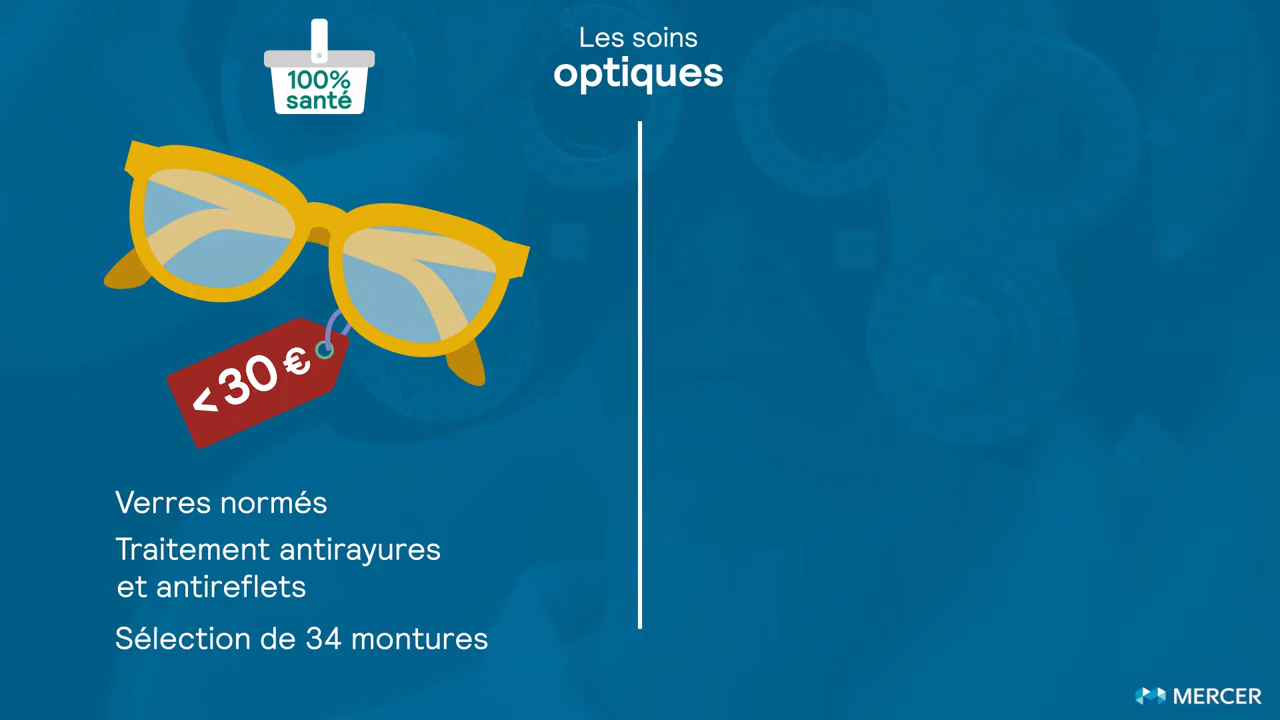 100%
santé
Les soins
optiques
<30 €
Verres normés
Traitement antirayures
et antireflets
Sélection de 34 montures
MERCER